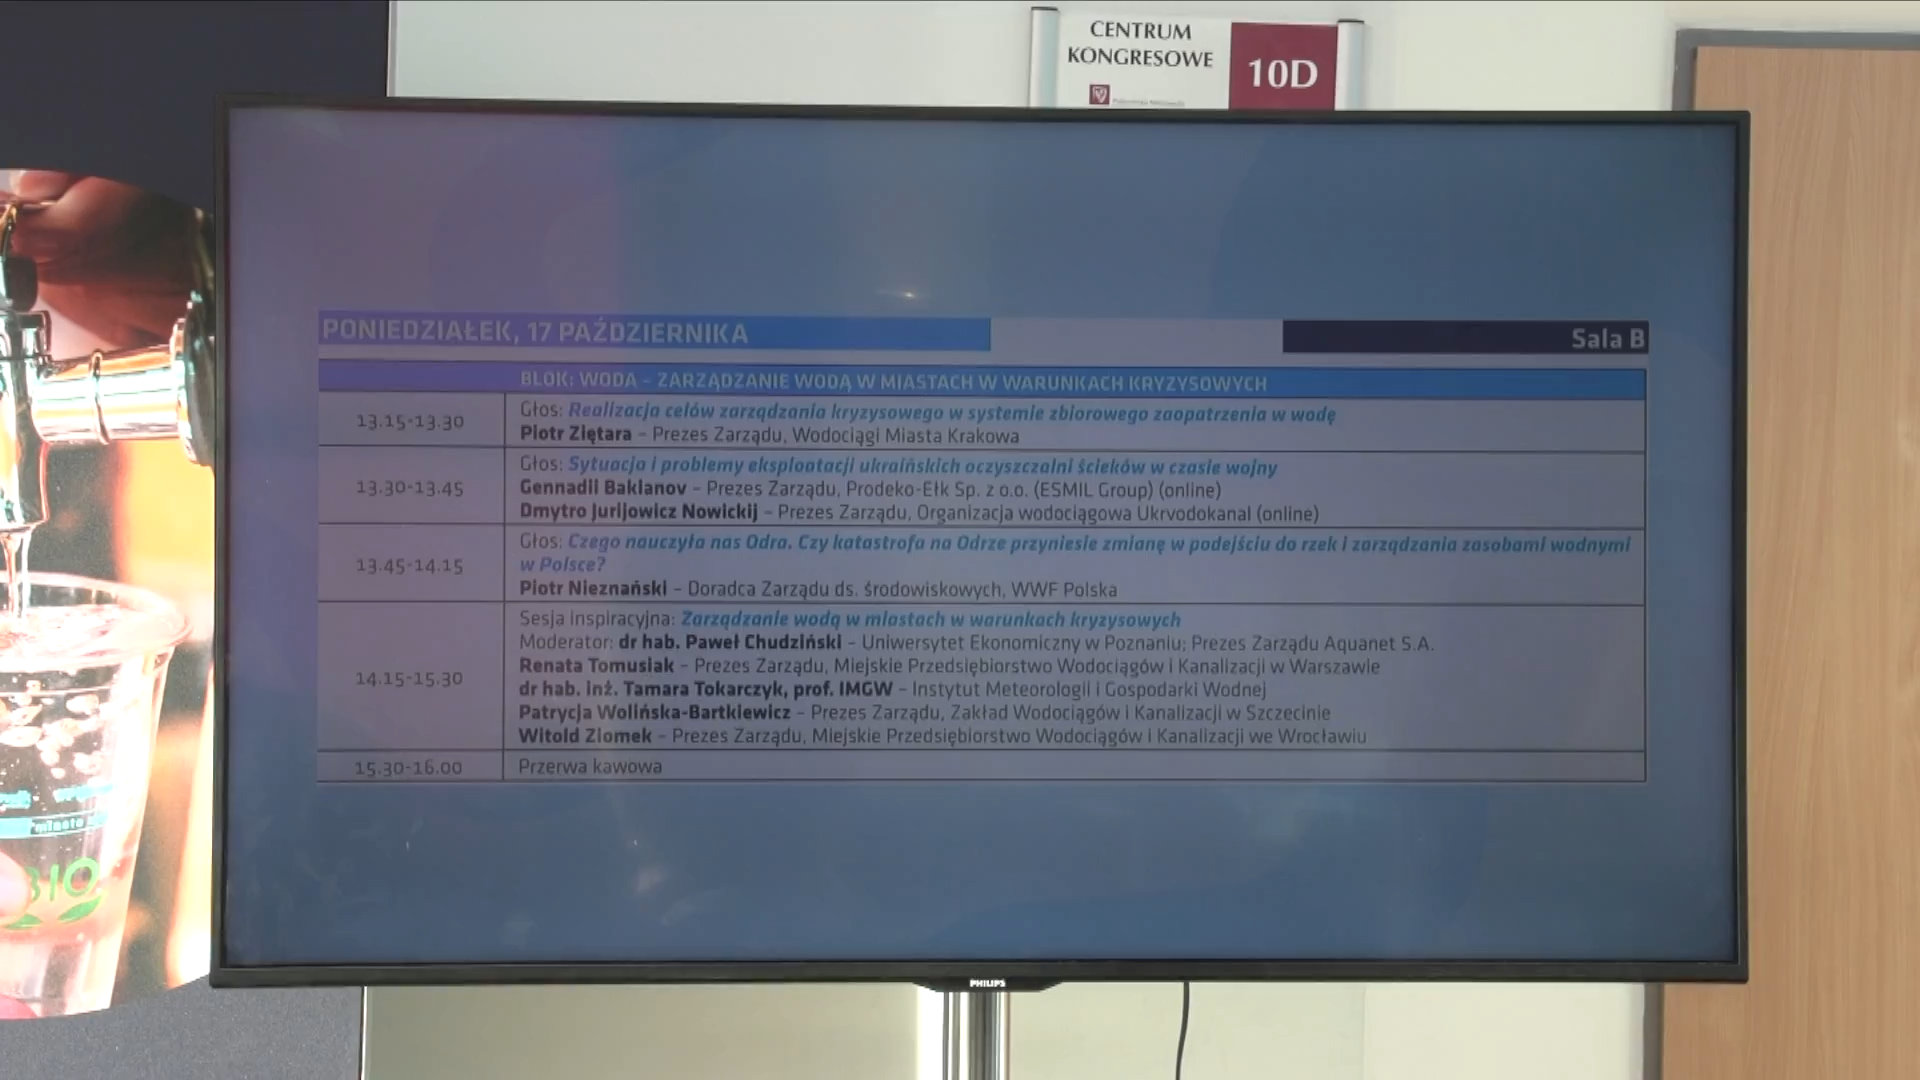 CENTRUM
KONGRESOWE
10D
PONIEDZIAŁEK, 17 PAŹDZIERNIKA
Sala B
BLOK: WODA – ZARZĄDZANIE WODĄ W MIASTACH W WARUNKACH KRYZYSOWYCH
13.15-13.30
Głos: Realizacja celów zarządzania kryzysowego w systemie zbiorowego zaopatrzenia w wodę
Piotr Ziętara – Prezes Zarządu, Wodociągi Miasta Krakowa
13.30-13.45
Głos: Sytuacja i problemy eksploatacji ukraińskich oczyszczalni ścieków w czasie wojny
Gennadii Baklanov – Prezes Zarządu, Prodeko-Ełk Sp. z o.o. (ESMIL Group) (online)
Dmytro Jurijowicz Nowickij – Prezes Zarządu, Organizacja wodociągowa Ukrvodokanal (online)
13.45-14.15
Głos: Czego nauczyła nas Odra. Czy katastrofa na Odrze przyniesie zmianę w podejściu do rzek i zarządzania zasobami wodnymi
w Polsce?
Piotr Nieznański – Doradca Zarządu ds. środowiskowych, WWF Polska
14.15-15.30
Sesja inspiracyjna: Zarządzanie wodą w miastach w warunkach kryzysowych
Moderator: dr hab. Paweł Chudziński – Uniwersytet Ekonomiczny w Poznaniu; Prezes Zarządu Aquanet S.A.
Renata Tomusiak – Prezes Zarządu, Miejskie Przedsiębiorstwo Wodociągów i Kanalizacji w Warszawie
dr hab. inż. Tamara Tokarczyk, prof. IMGW – Instytut Meteorologii i Gospodarki Wodnej
Patrycja Wolińska-Bartkiewicz – Prezes Zarządu, Zakład Wodociągów i Kanalizacji w Szczecinie
Witold Ziomek – Prezes Zarządu, Miejskie Przedsiębiorstwo Wodociągów i Kanalizacji we Wrocławiu
15.30-16.00
Przerwa kawowa
miasto
BIO
PHILIPS